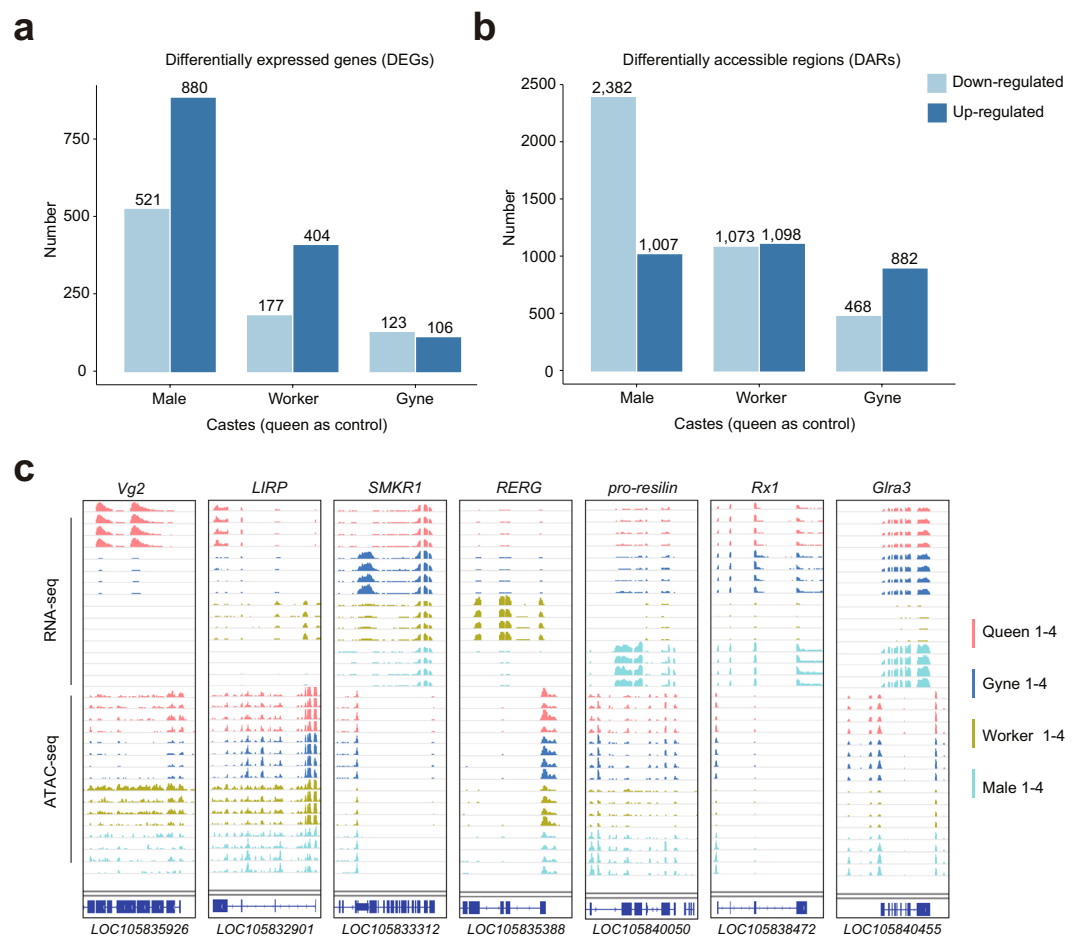 a
Differentially expressed genes (DEGs)
880
750
521
500
404
250
177
123
106
0
Number
Male
Worker
Gyne
Castes (queen as control)
b
Differentially accessible regions (DARs)
Down-regulated
Up-regulated
2500
2,382
2000
1500
1,073
1,098
1,007
1000
882
500
468
0
Number
Male
Worker
Gyne
Castes (queen as control)
c
Vg2
LIRP
SMKR1
RERG
pro-resilin
Rx1
Glra3
RNA-seq
ATAC-seq
Queen 1-4
Gyne 1-4
Worker 1-4
Male 1-4
LOC105835926
LOC105832901
LOC105833312
LOC105835388
LOC105840050
LOC105838472
LOC105840455